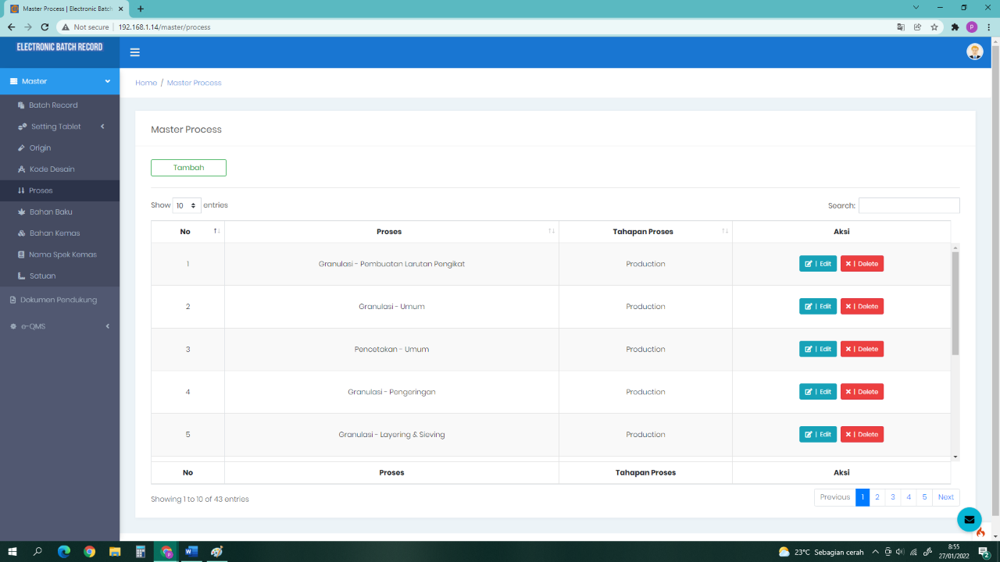 Master Process | Electronic Batch
Not secure | 192.168.1.14/master/process
ELECTRONIC BATCH RECORD
Master
Batch Record
Setting Tablet
Origin
Kode Desain
Proses
Bahan Baku
Bahan Kemas
Nama Spek Kemas
Satuan
Dokumen Pendukung
e-QMS
Home / Master Process
Master Process
Tambah
Show 10 entries
Search:
No Proses Tahapan Proses Aksi
1 Granulasi - Pembuatan Larutan Pengikat Production | Edit | Delete
2 Granulasi - Umum Production | Edit | Delete
3 Pencetakan - Umum Production | Edit | Delete
4 Granulasi - Pengeringan Production | Edit | Delete
5 Granulasi - Layering & Sieving Production | Edit | Delete
No Proses Tahapan Proses Aksi
Showing 1 to 10 of 43 entries
Previous 1 2 3 4 5 Next
23°C Sebagian cerah
8:55
27/01/2022
2